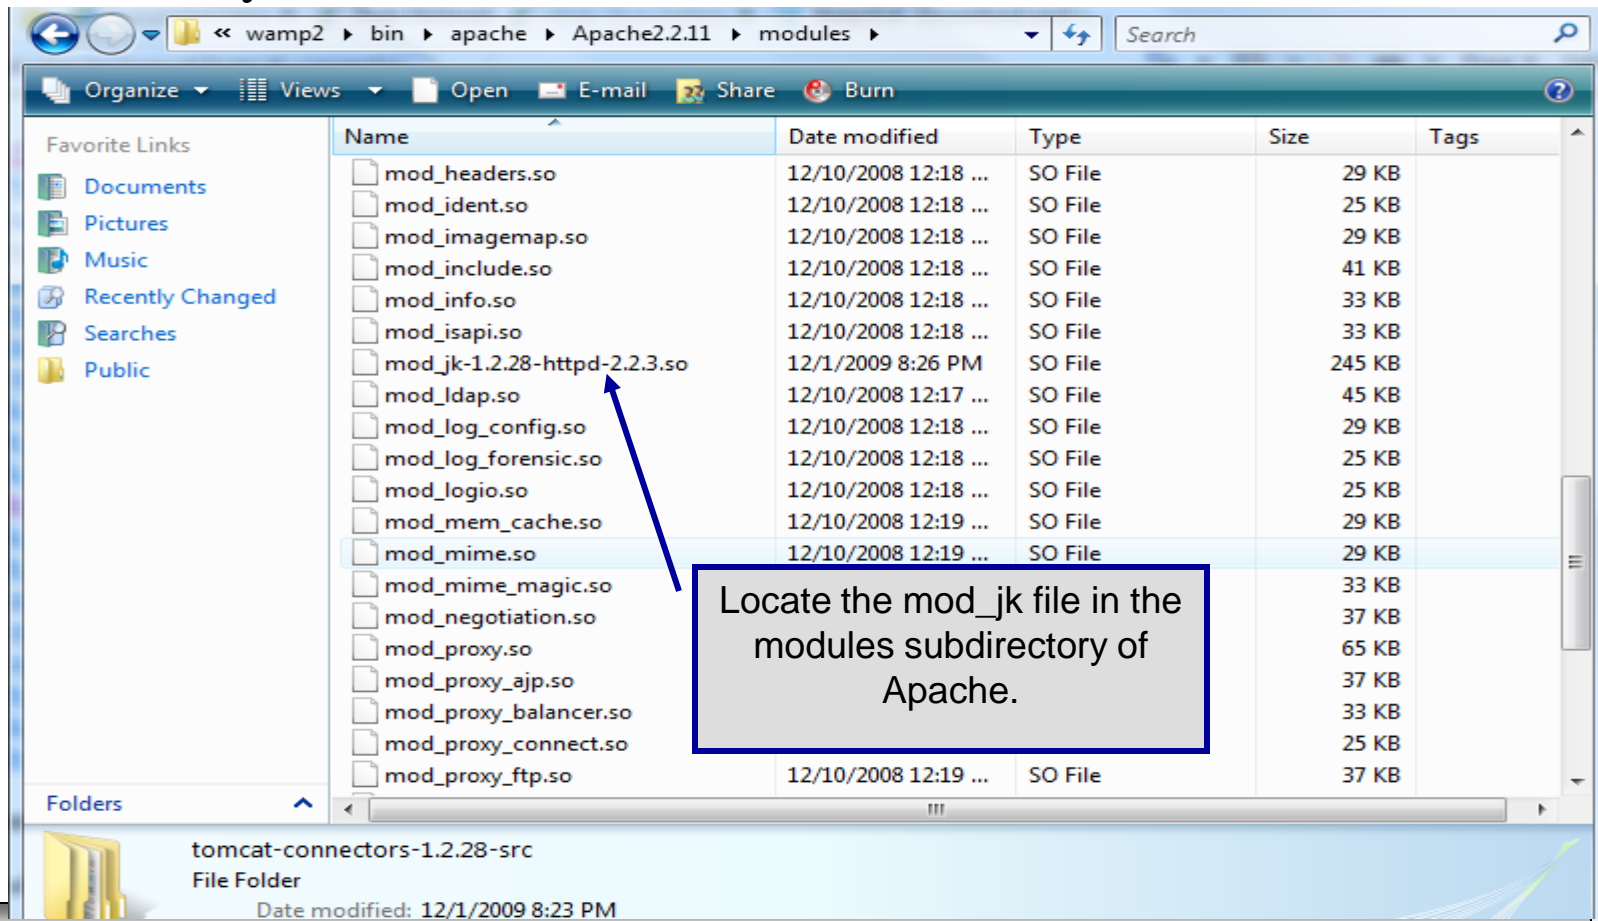 « wamp2 ▸ bin ▸ apache ▸ Apache2.2.11 ▸ modules ▸ Search
Organize Views Open E-mail Share Burn
Favorite Links
Documents
Pictures
Music
Recently Changed
Searches
Public
Folders
Name Date modified Type Size Tags
mod_headers.so 12/10/2008 12:18 ... SO File 29 KB
mod_ident.so 12/10/2008 12:18 ... SO File 25 KB
mod_imagemap.so 12/10/2008 12:18 ... SO File 29 KB
mod_include.so 12/10/2008 12:18 ... SO File 41 KB
mod_info.so 12/10/2008 12:18 ... SO File 33 KB
mod_isapi.so 12/10/2008 12:18 ... SO File 33 KB
mod_jk-1.2.28-httpd-2.2.3.so 12/1/2009 8:26 PM SO File 245 KB
mod_ldap.so 12/10/2008 12:17 ... SO File 45 KB
mod_log_config.so 12/10/2008 12:18 ... SO File 29 KB
mod_log_forensic.so 12/10/2008 12:18 ... SO File 25 KB
mod_logio.so 12/10/2008 12:18 ... SO File 25 KB
mod_mem_cache.so 12/10/2008 12:19 ... SO File 29 KB
mod_mime.so 12/10/2008 12:19 ... SO File 29 KB
mod_mime_magic.so 33 KB
mod_negotiation.so 37 KB
mod_proxy.so 65 KB
mod_proxy_ajp.so 37 KB
mod_proxy_balancer.so 33 KB
mod_proxy_connect.so 25 KB
mod_proxy_ftp.so 12/10/2008 12:19 ... SO File 37 KB
Locate the mod_jk file in the
modules subdirectory of
Apache.
tomcat-connectors-1.2.28-src
File Folder
Date modified: 12/1/2009 8:23 PM